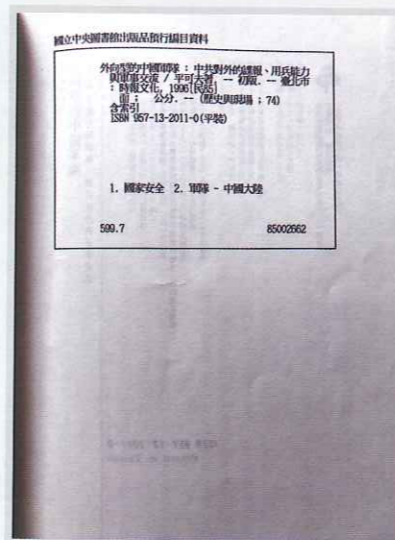 國立中央圖書館出版品預行編目資料
外向型的中國軍隊 : 中共對外的諜報、用兵能力
與軍事交流 / 平可夫著. -- 初版. -- 臺北市
: 時報文化, 1996[民85]
面 ; 公分. -- (歷史與現場 ; 74)
含索引
ISBN 957-13-2011-0(平裝)
1. 國家安全 2. 軍隊 - 中國大陸
599.7 85002662